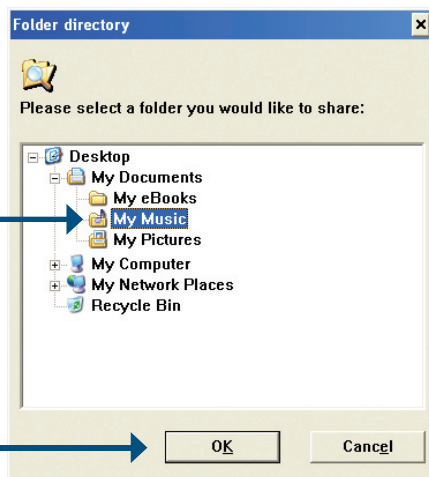 Folder directory
Please select a folder you would like to share:
Desktop
My Documents
My eBooks
My Music
My Pictures
My Computer
My Network Places
Recycle Bin
OK
Cancel